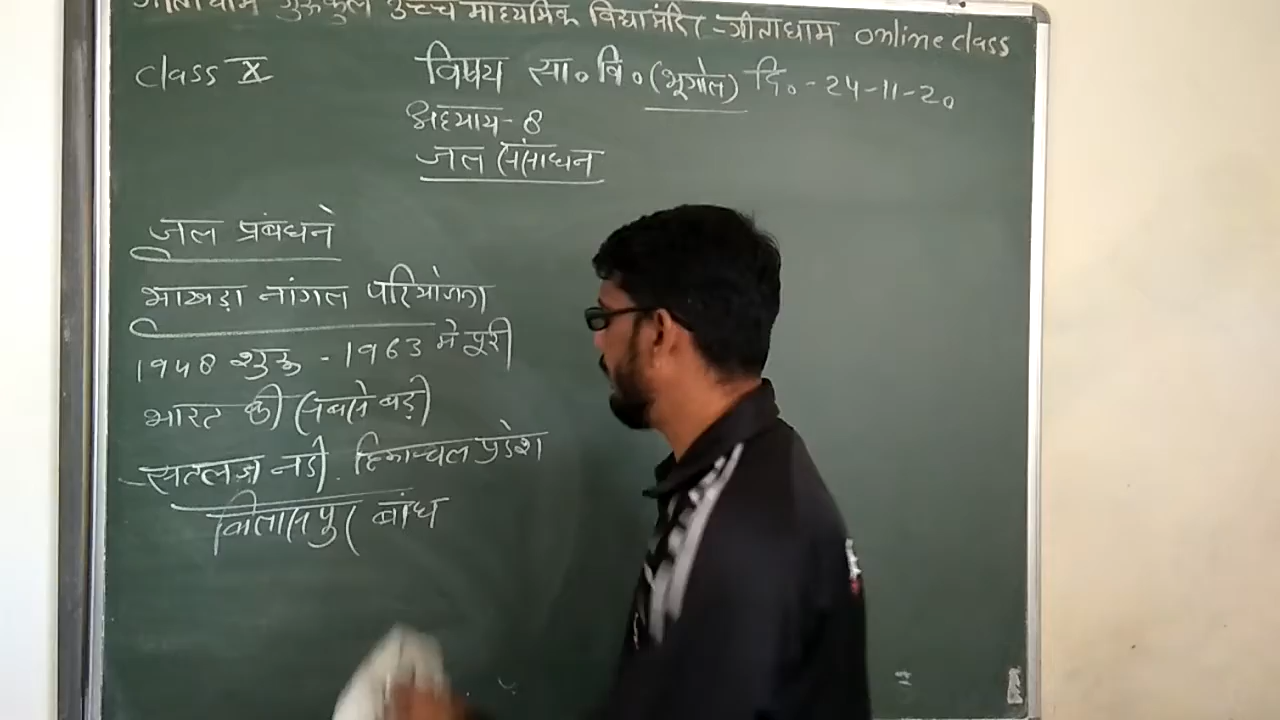 गीताधाम गुरुकुल उच्च माध्यमिक विद्यामंदिर - गीताधाम online class
class X विषय सा० वि० (भूगोल) दि० - 24-11-20
अध्याय - 8
जल संसाधन
जल प्रबंधने
भाखड़ा नांगल परियोजना
1948 शुरू - 1963 मे पूरी
भारत की सबसे बड़ी
सतलज नदी. हिमाचल प्रदेश
बिलासपुर बांध